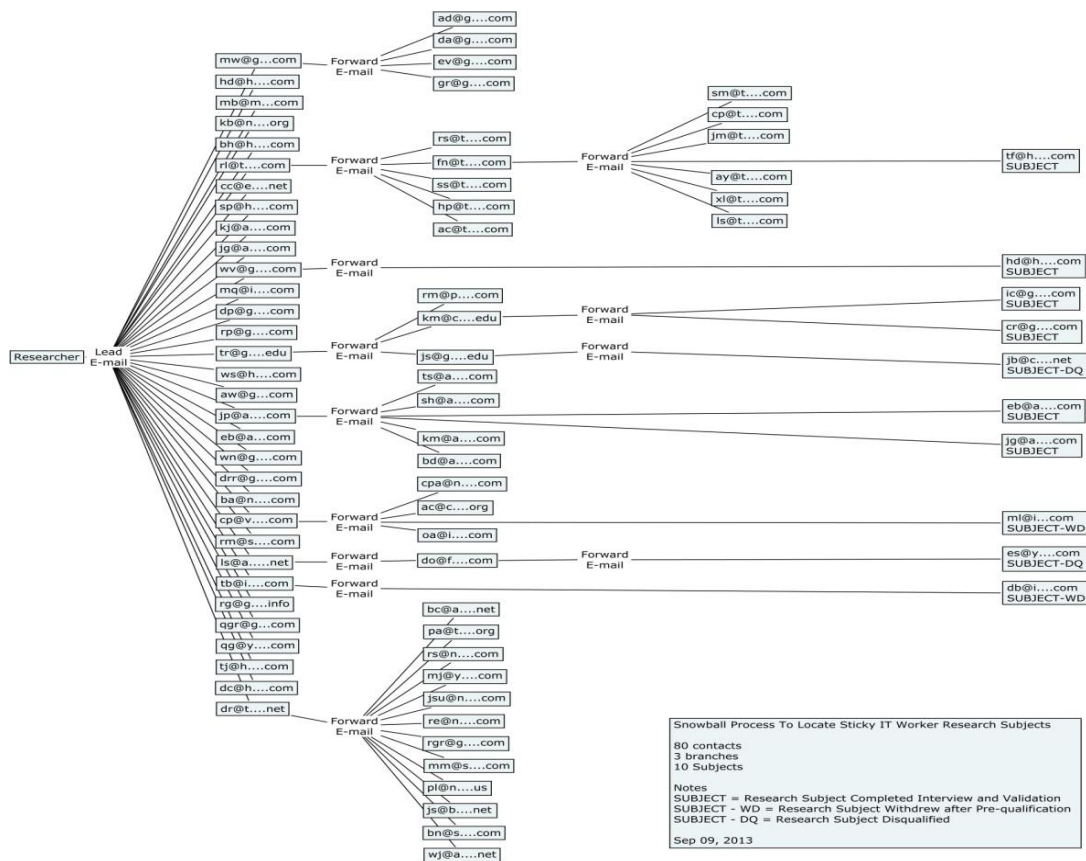 Researcher
Lead
E-mail
mw@g....com
hd@h....com
mb@m...com
kb@n....org
bh@h....com
rl@t....com
cc@e....net
sp@h....com
kj@a....com
jg@a....com
wv@g....com
mq@i....com
dp@g....com
rp@g....com
tr@g....edu
ws@h....com
aw@g....com
jp@a....com
eb@a....com
wn@g....com
drr@g....com
ba@n....com
cp@v....com
rm@s....com
ls@a.....net
tb@i....com
rg@g....info
qgr@g...com
qg@y....com
tj@h....com
dc@h....com
dr@t....net
Forward
E-mail
ad@g....com
da@g....com
ev@g....com
gr@g....com
Forward
E-mail
rs@t....com
fn@t....com
ss@t....com
hp@t....com
ac@t....com
Forward
E-mail
sm@t....com
cp@t....com
jm@t....com
ay@t....com
xl@t....com
ls@t....com
tf@h....com
SUBJECT
Forward
E-mail
hd@h....com
SUBJECT
Forward
E-mail
rm@p....com
km@c....edu
js@g....edu
Forward
E-mail
ic@g....com
SUBJECT
cr@g....com
SUBJECT
Forward
E-mail
jb@c....net
SUBJECT-DQ
Forward
E-mail
ts@a....com
sh@a....com
km@a....com
bd@a....com
eb@a....com
SUBJECT
jg@a....com
SUBJECT
Forward
E-mail
cpa@n....com
ac@c....org
oa@i....com
ml@i...com
SUBJECT-WD
Forward
E-mail
do@f....com
Forward
E-mail
es@y....com
SUBJECT-DQ
Forward
E-mail
db@i....com
SUBJECT-WD
Forward
E-mail
bc@a....net
pa@t....org
rs@n....com
mj@y....com
jsu@n....com
re@n....com
rgr@g....com
mm@s....com
pl@n....us
js@b....net
bn@s....com
wj@a....net
Snowball Process To Locate Sticky IT Worker Research Subjects
80 contacts
3 branches
10 Subjects
Notes
SUBJECT = Research Subject Completed Interview and Validation
SUBJECT - WD = Research Subject Withdrew after Pre-qualification
SUBJECT - DQ = Research Subject Disqualified
Sep 09, 2013